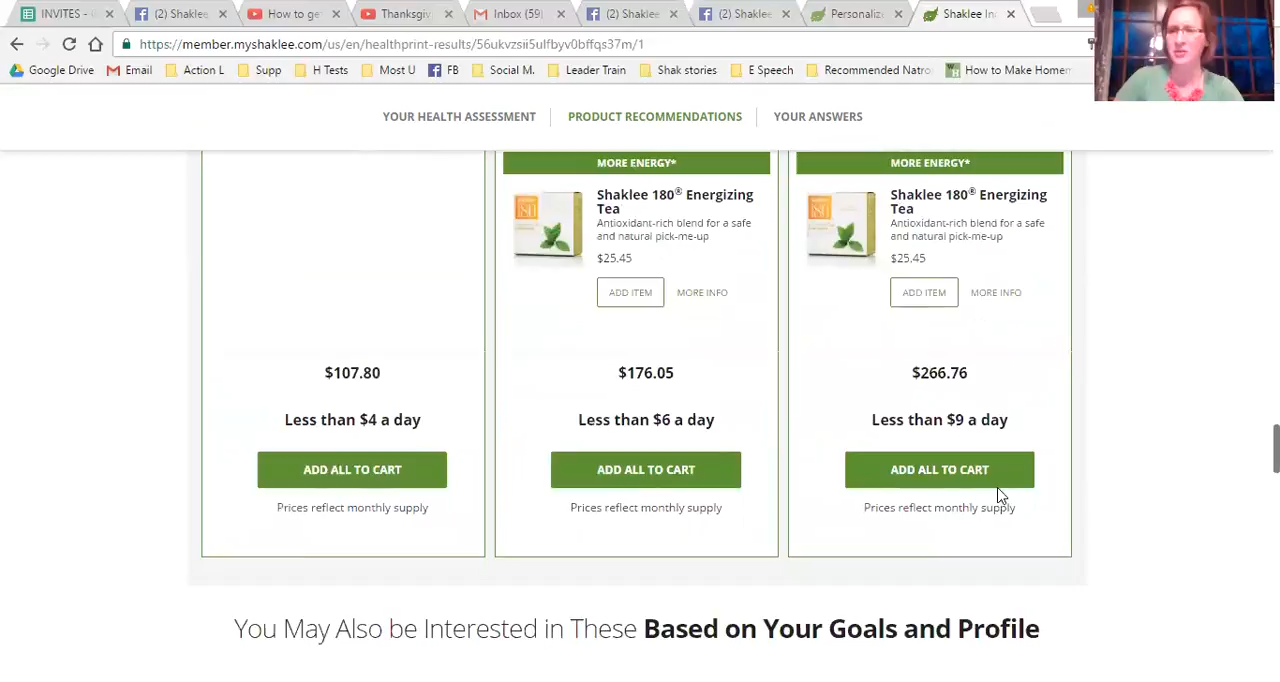 INVITES -
(2) Shaklee
How to ge
Thanksgiv
Inbox (59)
(2) Shaklee
(2) Shaklee
Personaliz
Shaklee In
https://member.myshaklee.com/us/en/healthprint-results/56ukvzsii5ulfbyv0bffqs37m/1
Google Drive
Email
Action L
Supp
H Tests
Most U
FB
Social M.
Leader Train
Shak stories
E Speech
Recommended Natro
How to Make Homem
YOUR HEALTH ASSESSMENT
PRODUCT RECOMMENDATIONS
YOUR ANSWERS
MORE ENERGY*
Shaklee 180® Energizing
Tea
Antioxidant-rich blend for a safe
and natural pick-me-up
$25.45
ADD ITEM
MORE INFO
MORE ENERGY*
Shaklee 180® Energizing
Tea
Antioxidant-rich blend for a safe
and natural pick-me-up
$25.45
ADD ITEM
MORE INFO
$107.80
Less than $4 a day
ADD ALL TO CART
Prices reflect monthly supply
$176.05
Less than $6 a day
ADD ALL TO CART
Prices reflect monthly supply
$266.76
Less than $9 a day
ADD ALL TO CART
Prices reflect monthly supply
You May Also be Interested in These Based on Your Goals and Profile